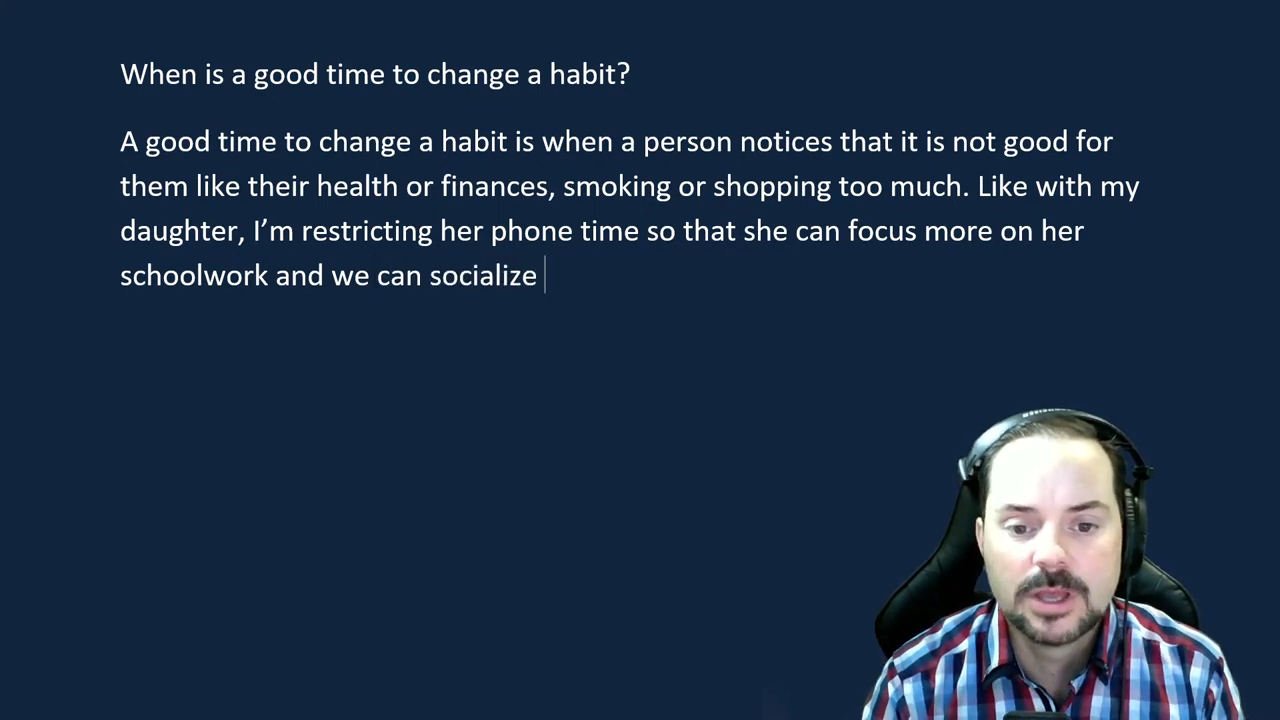 When is a good time to change a habit?
A good time to change a habit is when a person notices that it is not good for
them like their health or finances, smoking or shopping too much. Like with my
daughter, I’m restricting her phone time so that she can focus more on her
schoolwork and we can socialize